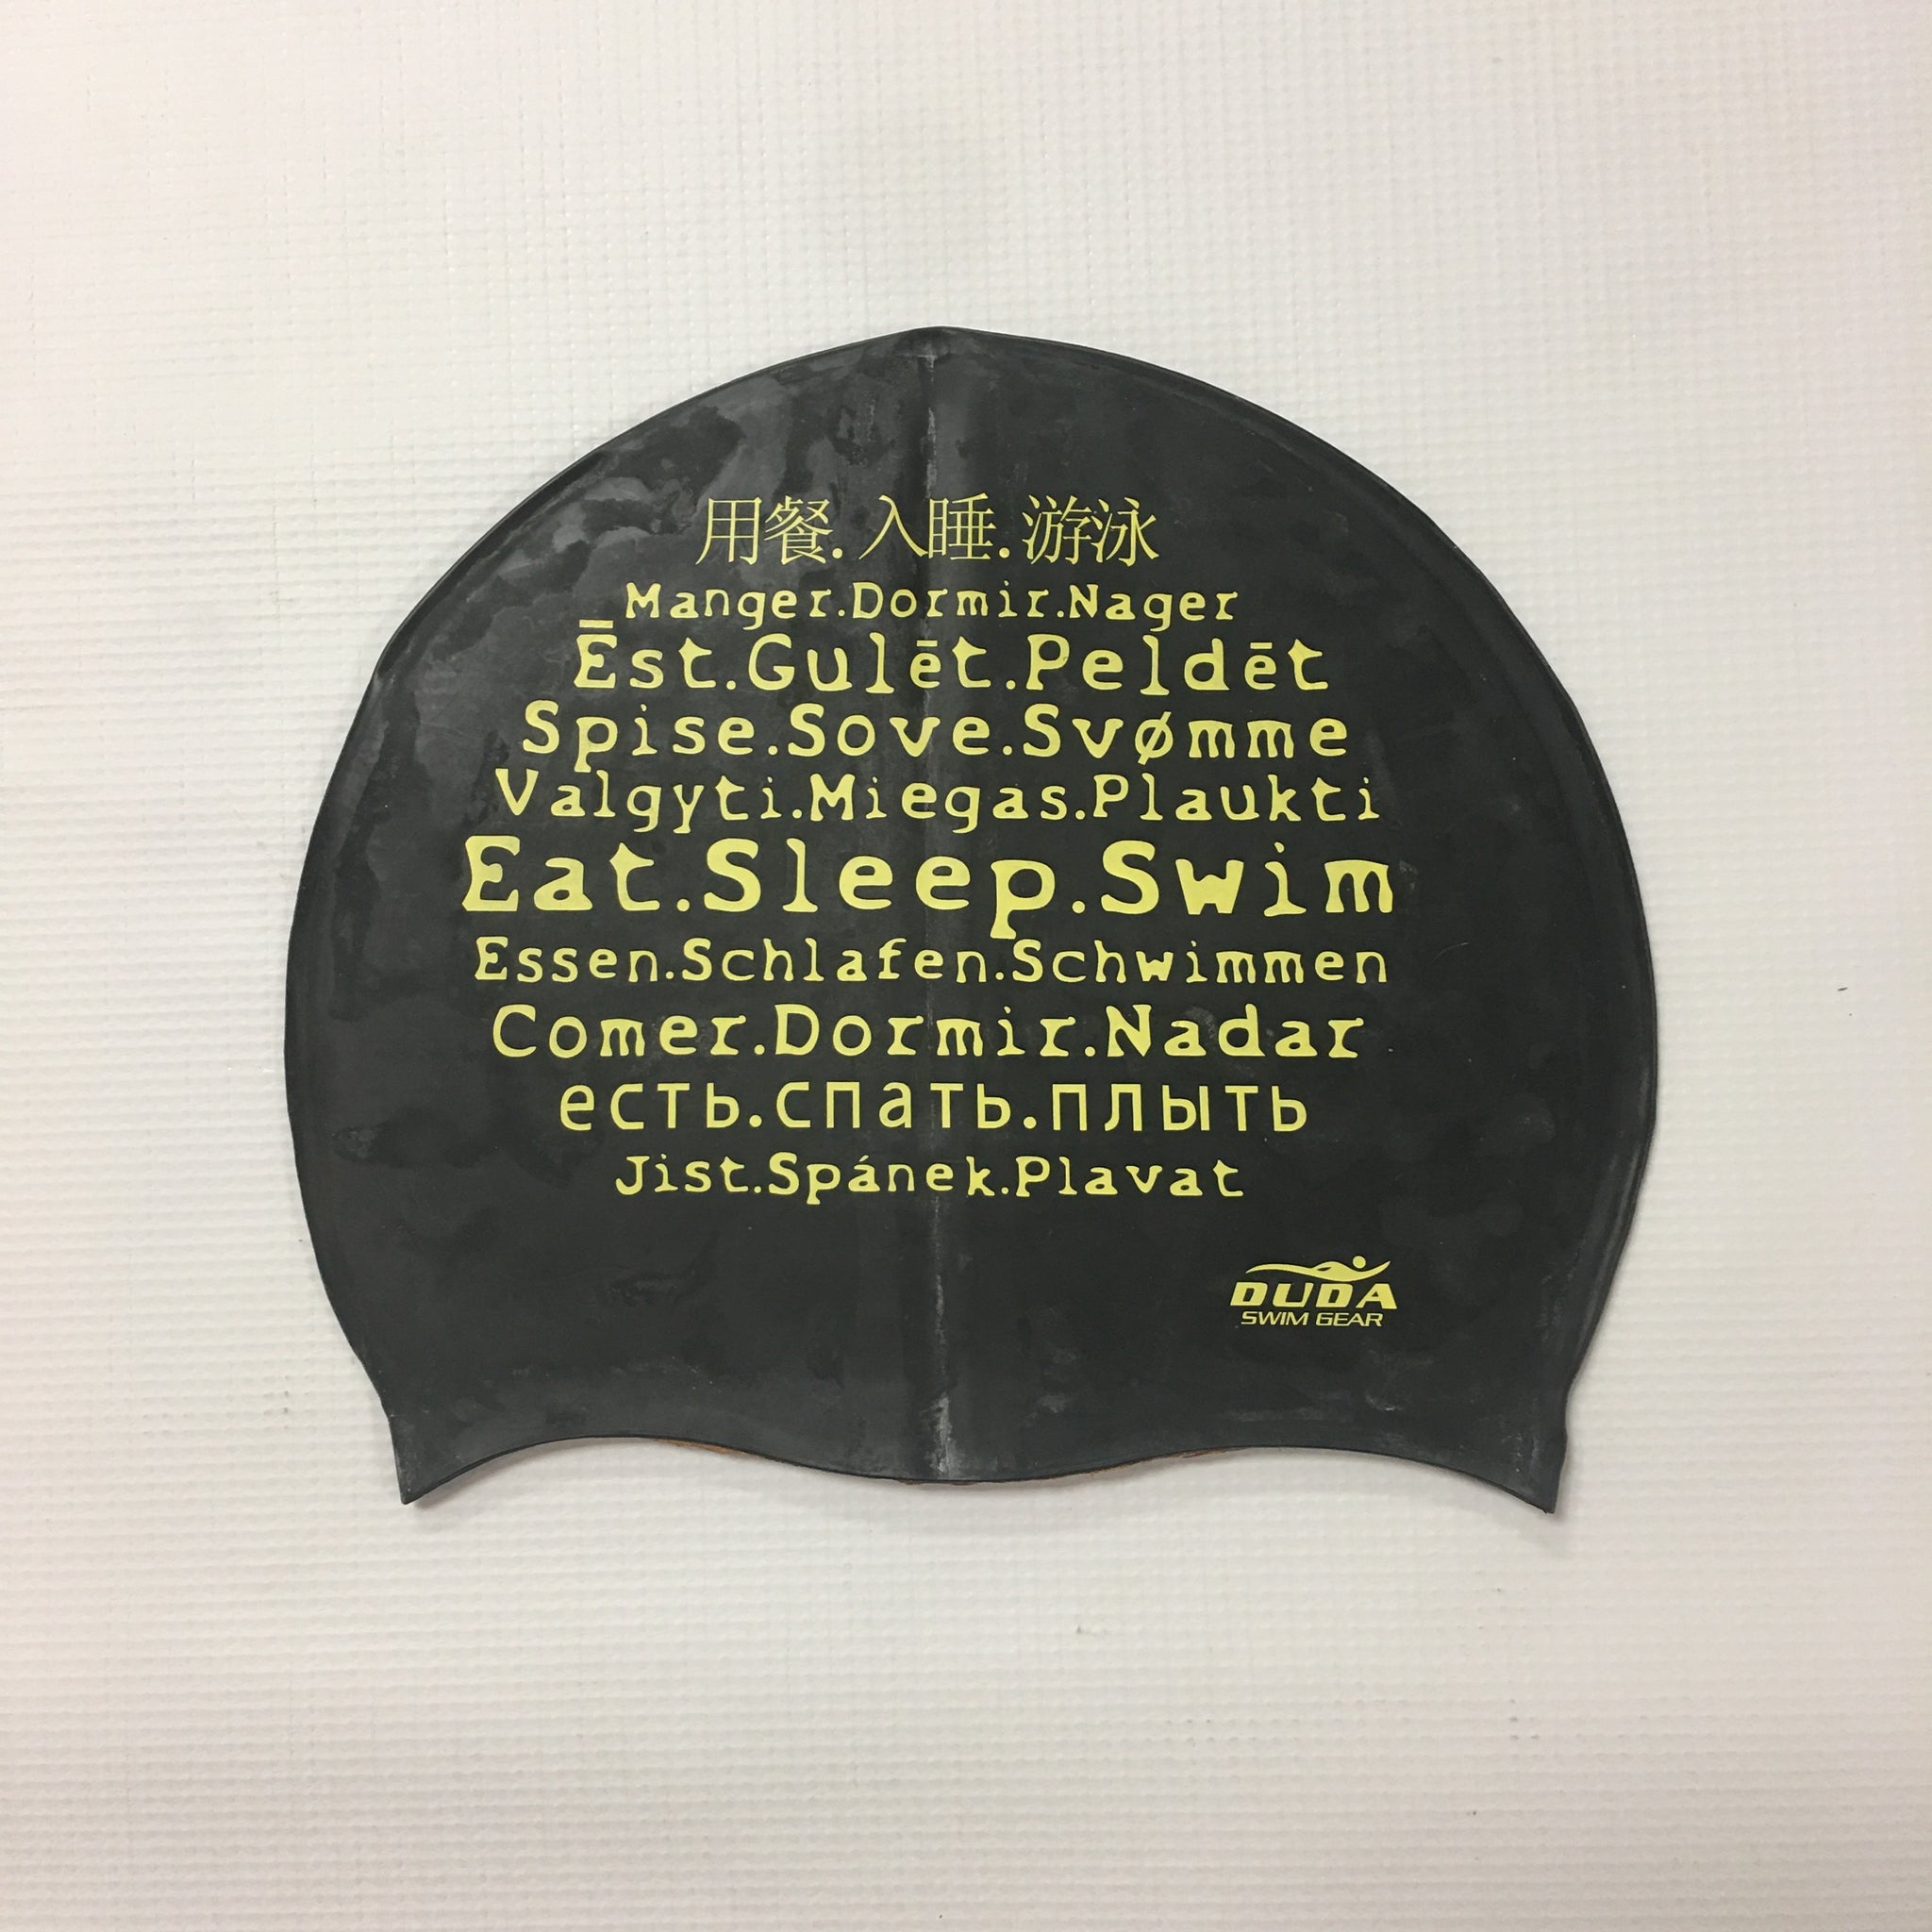 用餐.入睡.游泳
Manger.Dormir.Nager
Ēst.Gulēt.Peldēt
Spise.Sove.Svømme
Valgyti.Miegas.Plaukti
Eat.Sleep.Swim
Essen.Schlafen.Schwimmen
Comer.Dormir.Nadar
есть.спать.плыть
Jist.Spánek.Plavat
DUDA
SWIM GEAR